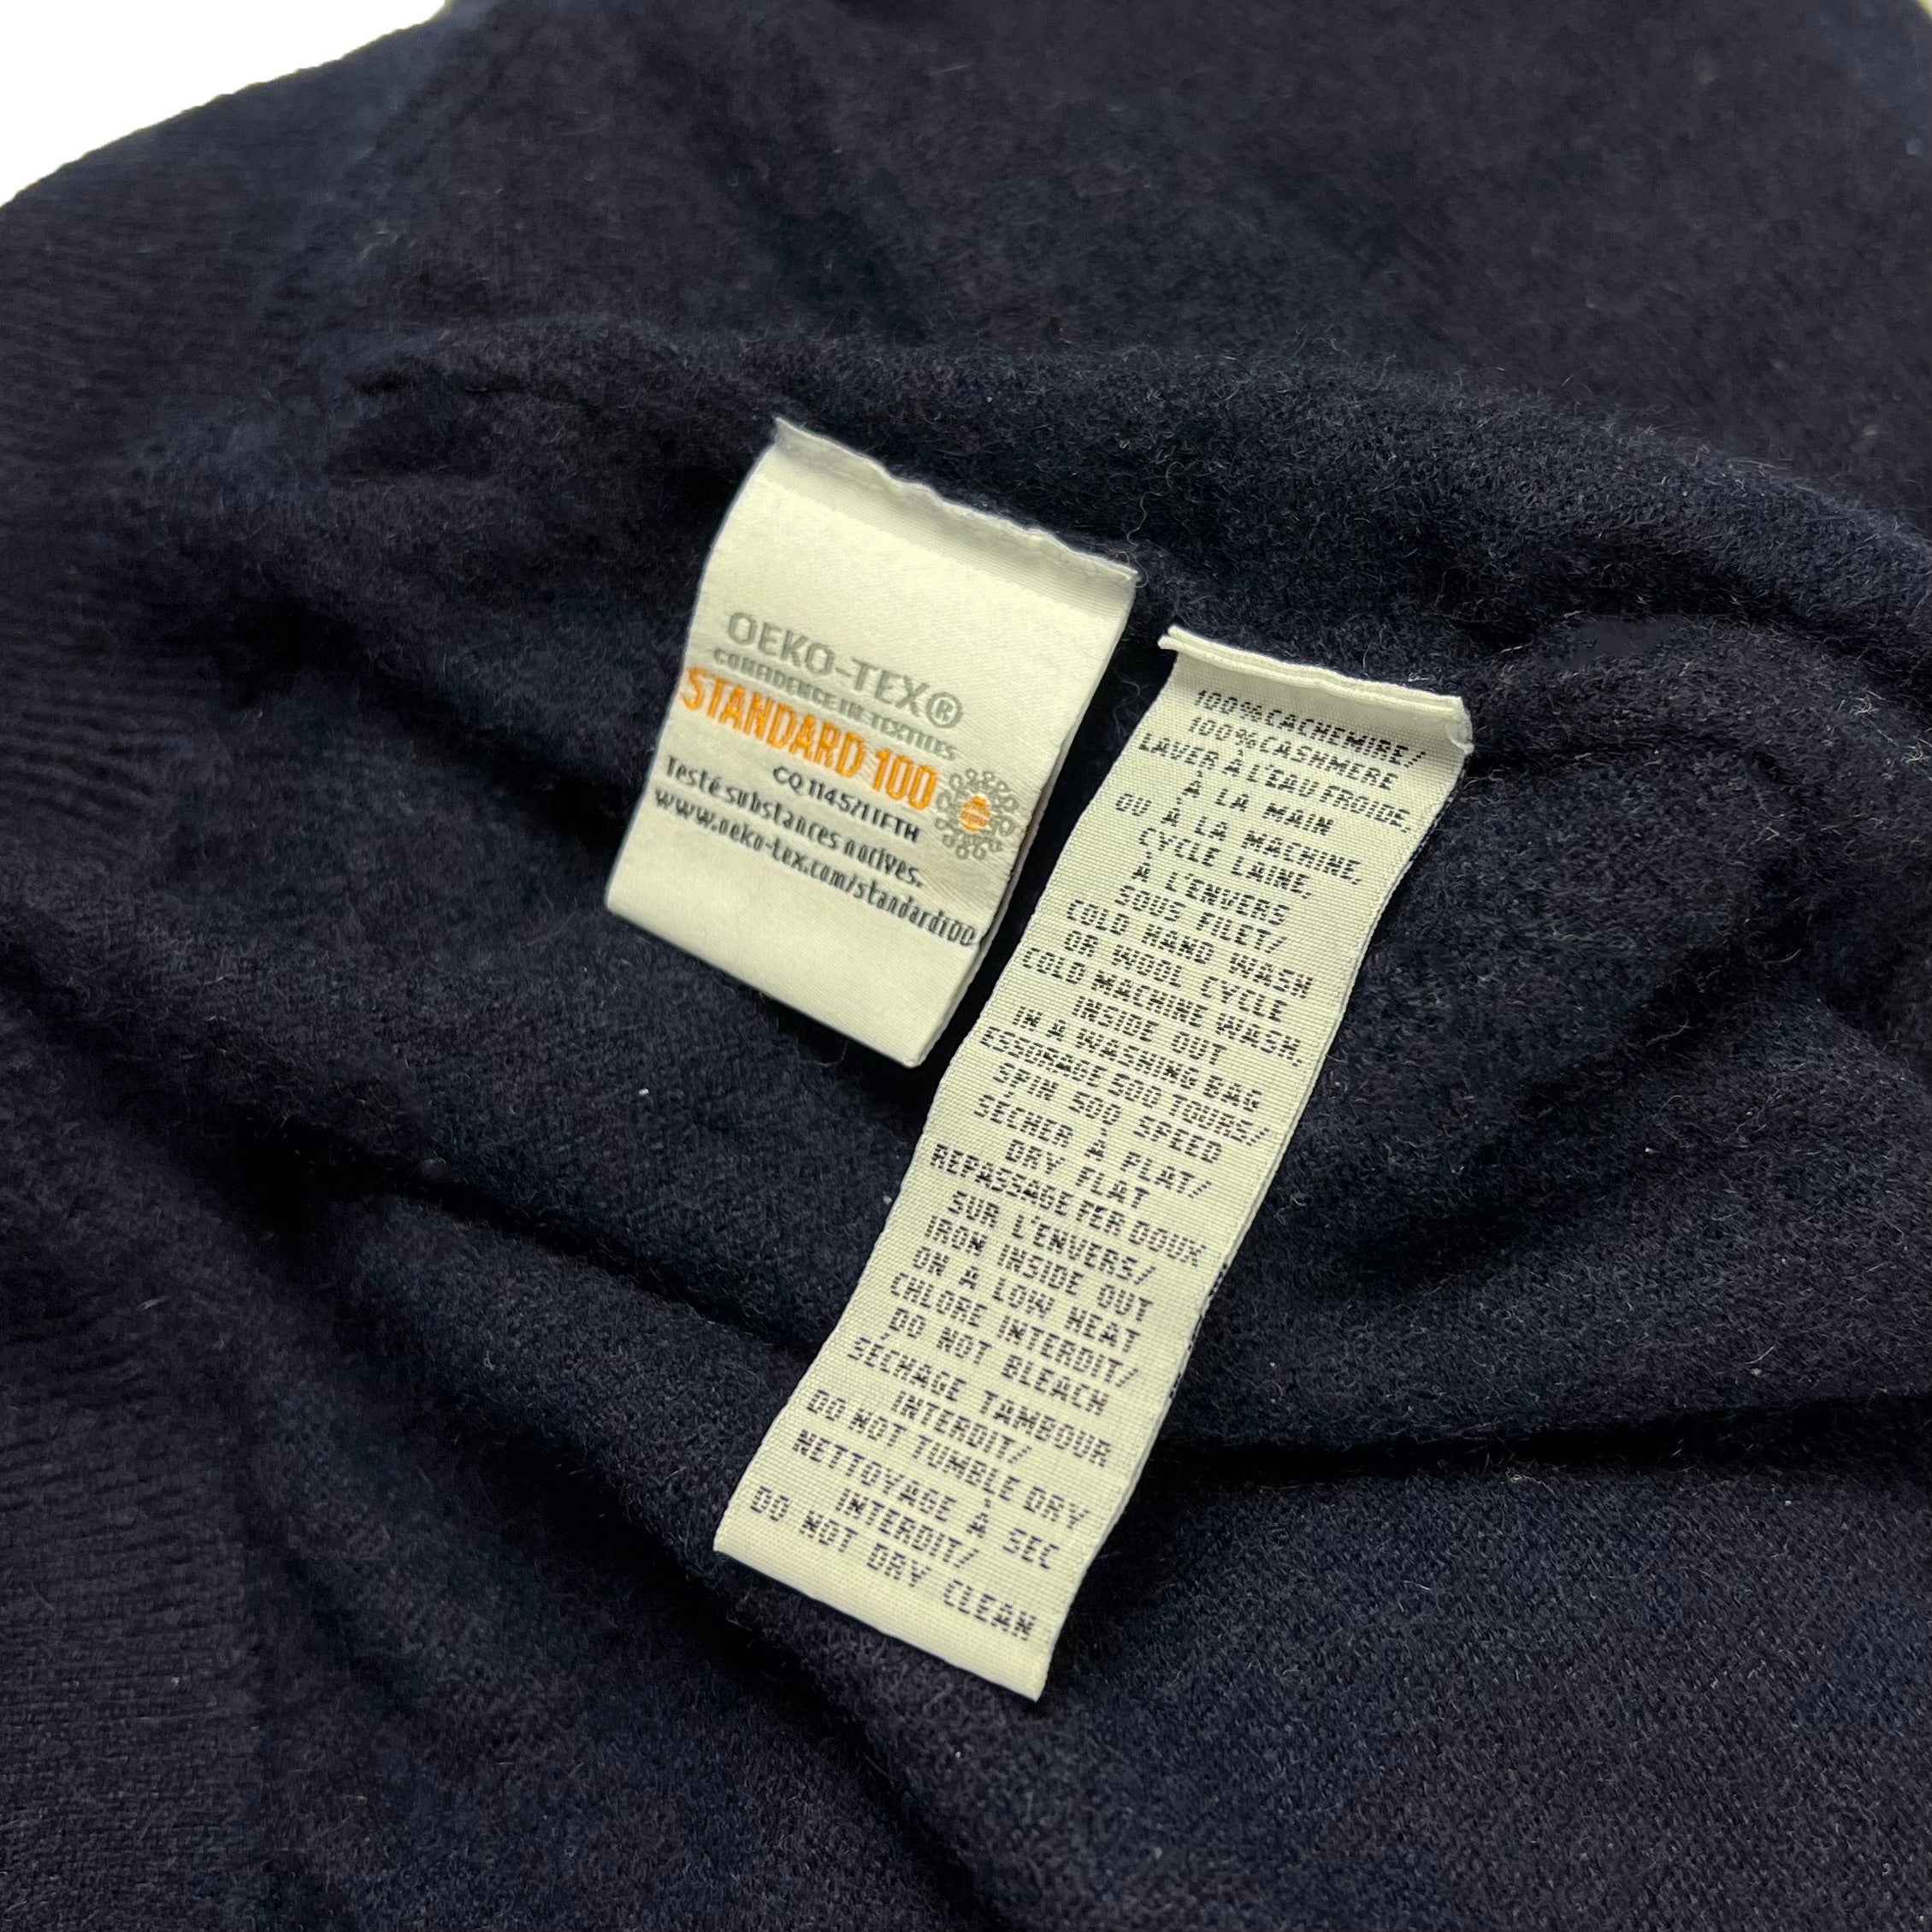 OEKO-TEX®
CONFIDENCE IN TEXTILES
STANDARD 100
CQ 1145/1 IFTH
Testé substances nocives.
www.oeko-tex.com/standard100
100% CACHEMIRE/
100% CASHMERE
LAVER À L'EAU FROIDE,
À LA MAIN
OU À LA MACHINE,
CYCLE LAINE,
À L'ENVERS
SOUS FILET/
COLD HAND WASH
OR WOOL CYCLE
COLD MACHINE WASH,
INSIDE OUT
IN A WASHING BAG
ESSORAGE 500 TOURS/
SPIN 500 SPEED
SÉCHER À PLAT/
DRY FLAT
REPASSAGE FER DOUX
SUR L'ENVERS/
IRON INSIDE OUT
ON A LOW HEAT
CHLORE INTERDIT/
DO NOT BLEACH
SÉCHAGE TAMBOUR
INTERDIT/
DO NOT TUMBLE DRY
NETTOYAGE À SEC
INTERDIT/
DO NOT DRY CLEAN